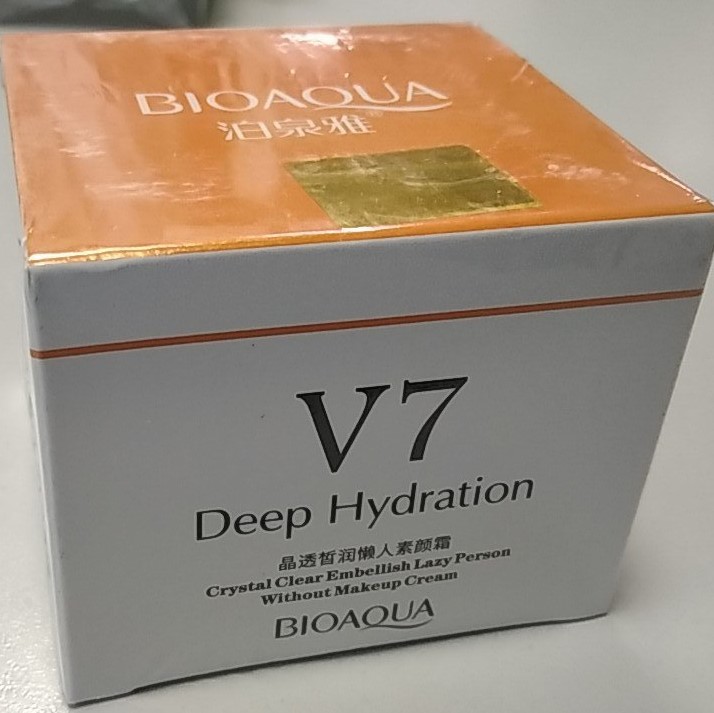 BIOAQUA
泊泉雅®
V7
Deep Hydration
晶透皙润懒人素颜霜
Crystal Clear Embellish Lazy Person
Without Makeup Cream
BIOAQUA